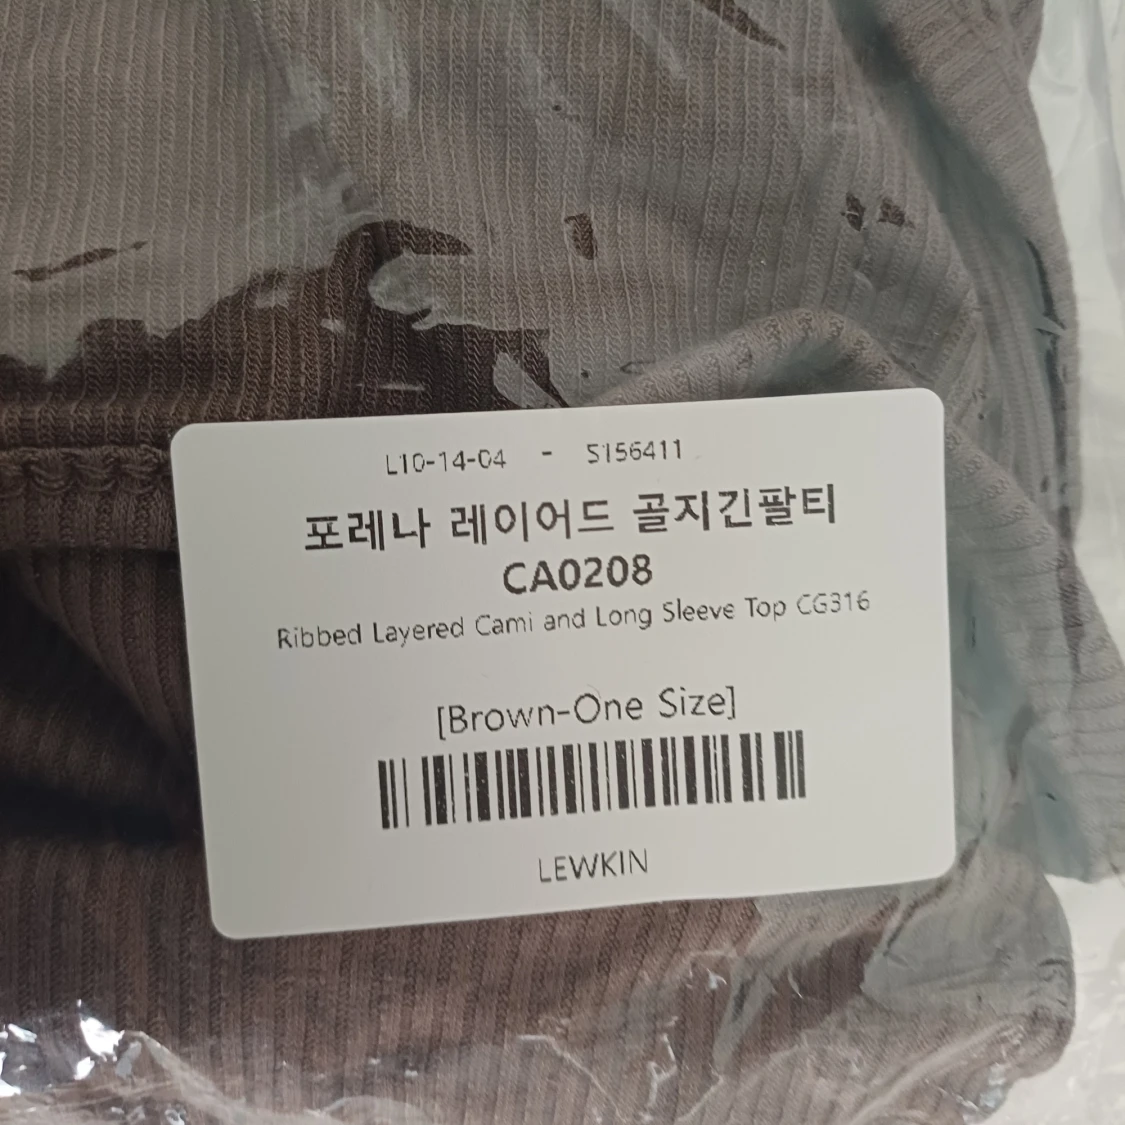 L10-14-04 - S156411
포레나 레이어드 골지긴팔티
CA0208
Ribbed Layered Cami and Long Sleeve Top CG316
[Brown-One Size]
LEWKIN